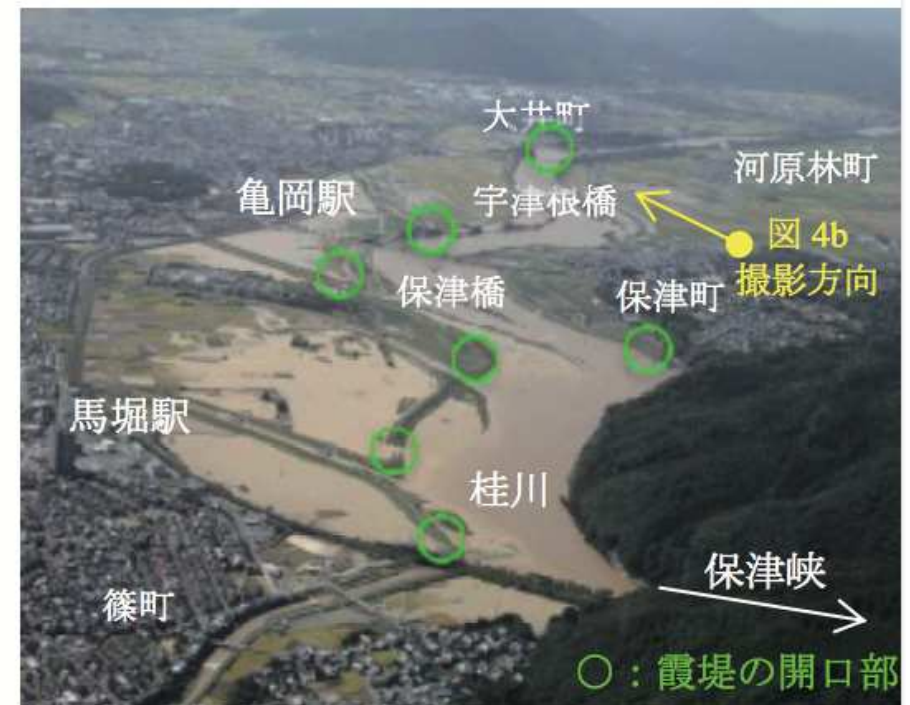 大井町
河原林町
亀岡駅
宇津根橋
図 4b
撮影方向
保津橋
保津町
馬堀駅
桂川
保津峡
篠町
○：霞堤の開口部